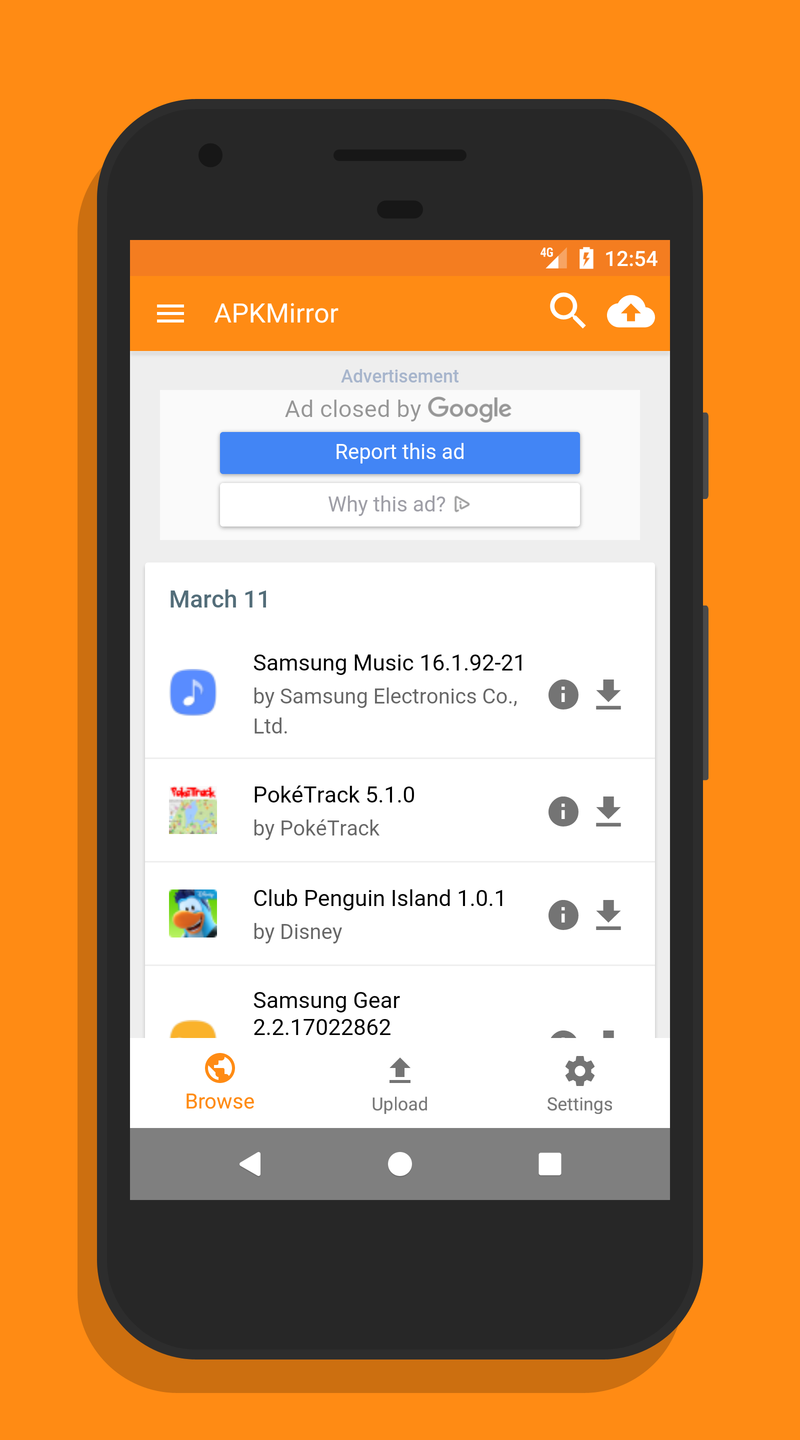 4G 12:54
APKMirror
Advertisement
Ad closed by Google
Report this ad
Why this ad?
March 11
Samsung Music 16.1.92-21
by Samsung Electronics Co.,
Ltd.
PokéTrack
PokéTrack 5.1.0
by PokéTrack
Disney
Club Penguin Island 1.0.1
by Disney
Samsung Gear
2.2.17022862
Browse
Upload
Settings